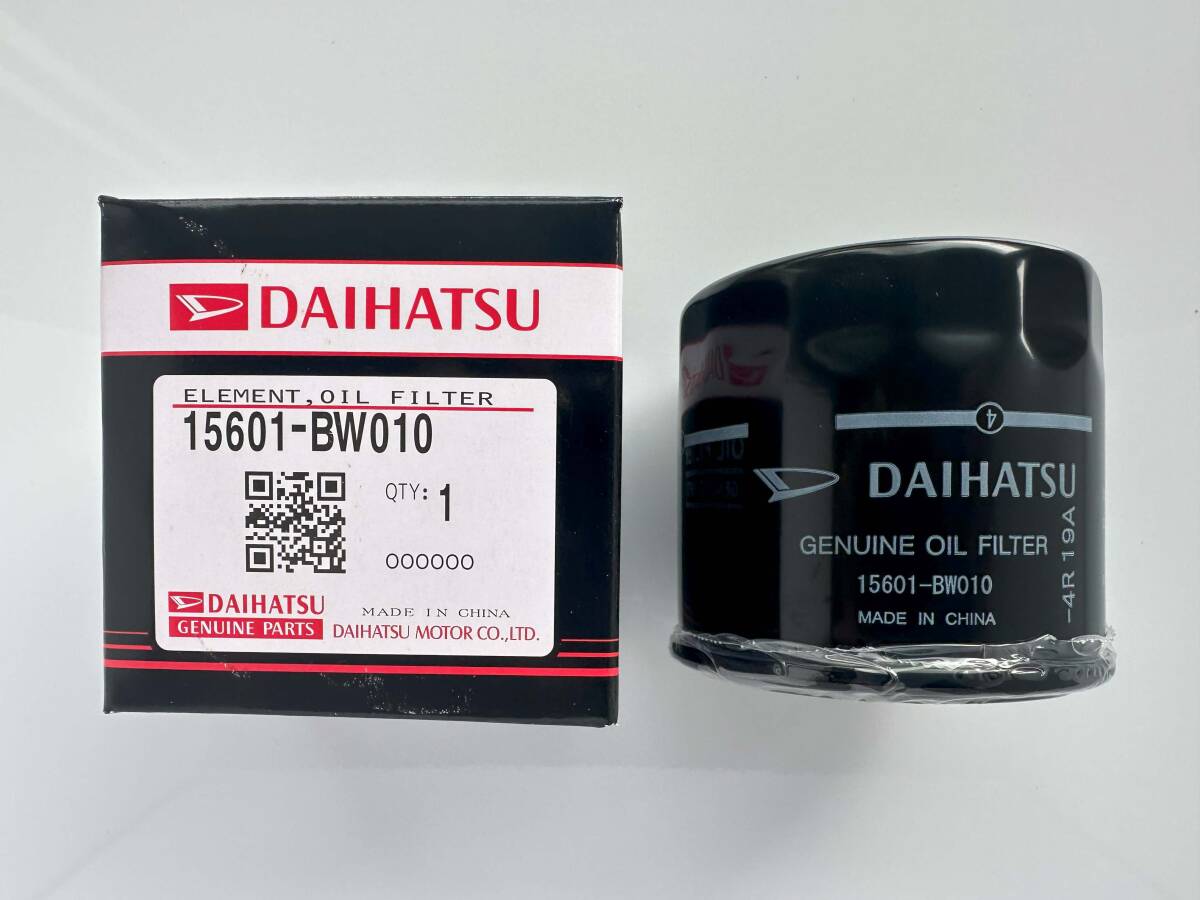 DAIHATSU
ELEMENT,OIL FILTER
15601-BW010
QTY: 1
000000
DAIHATSU
GENUINE PARTS
MADE IN CHINA
DAIHATSU MOTOR CO.,LTD.
4
DAIHATSU
GENUINE OIL FILTER
15601-BW010
MADE IN CHINA
-4R 19A